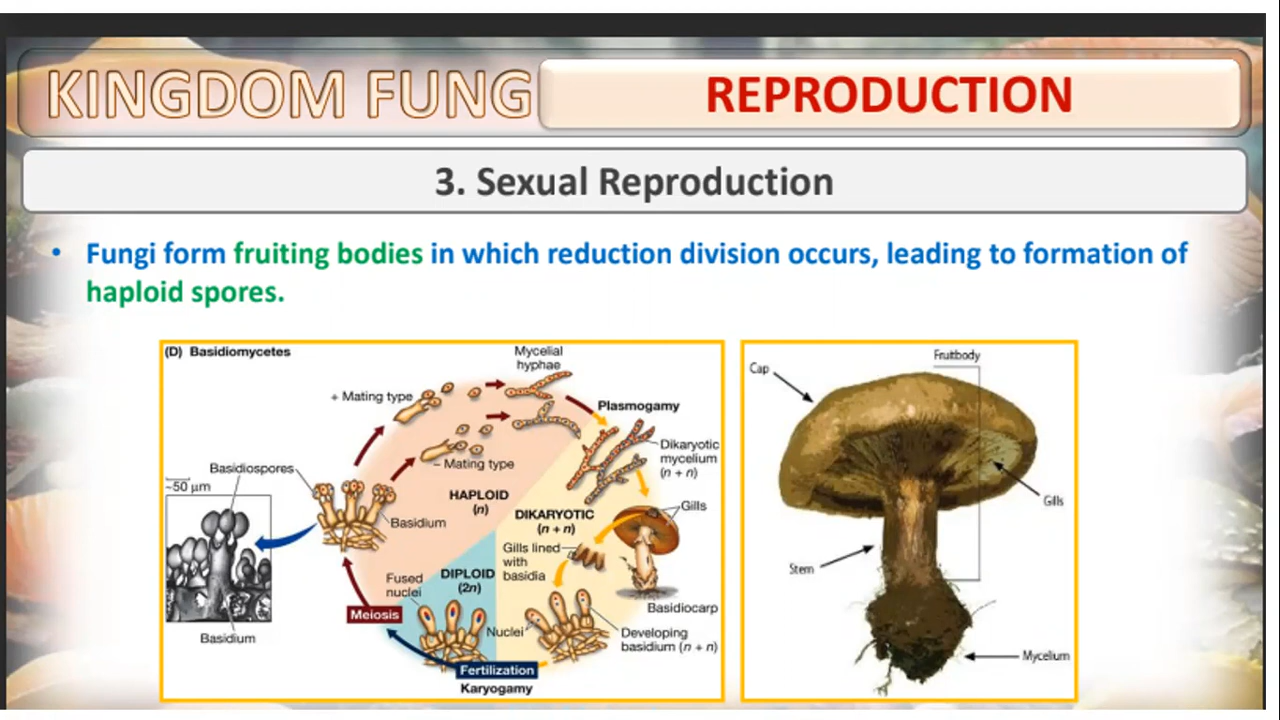 KINGDOM FUNG
REPRODUCTION
3. Sexual Reproduction
• Fungi form fruiting bodies in which reduction division occurs, leading to formation of
haploid spores.
(D) Basidiomycetes
Mycelial
hyphae
+ Mating type
Plasmogamy
Dikaryotic
mycelium
(n + n)
− Mating type
Basidiospores
~50 µm
HAPLOID
(n)
Basidium
DIKARYOTIC
(n + n)
Gills
Gills lined
with
basidia
DIPLOID
(2n)
Fused
nuclei
Basidiocarp
Meiosis
Nuclei
Developing
basidium (n + n)
Basidium
Fertilization
Karyogamy
Fruitbody
Cap
Gills
Stem
Mycelium